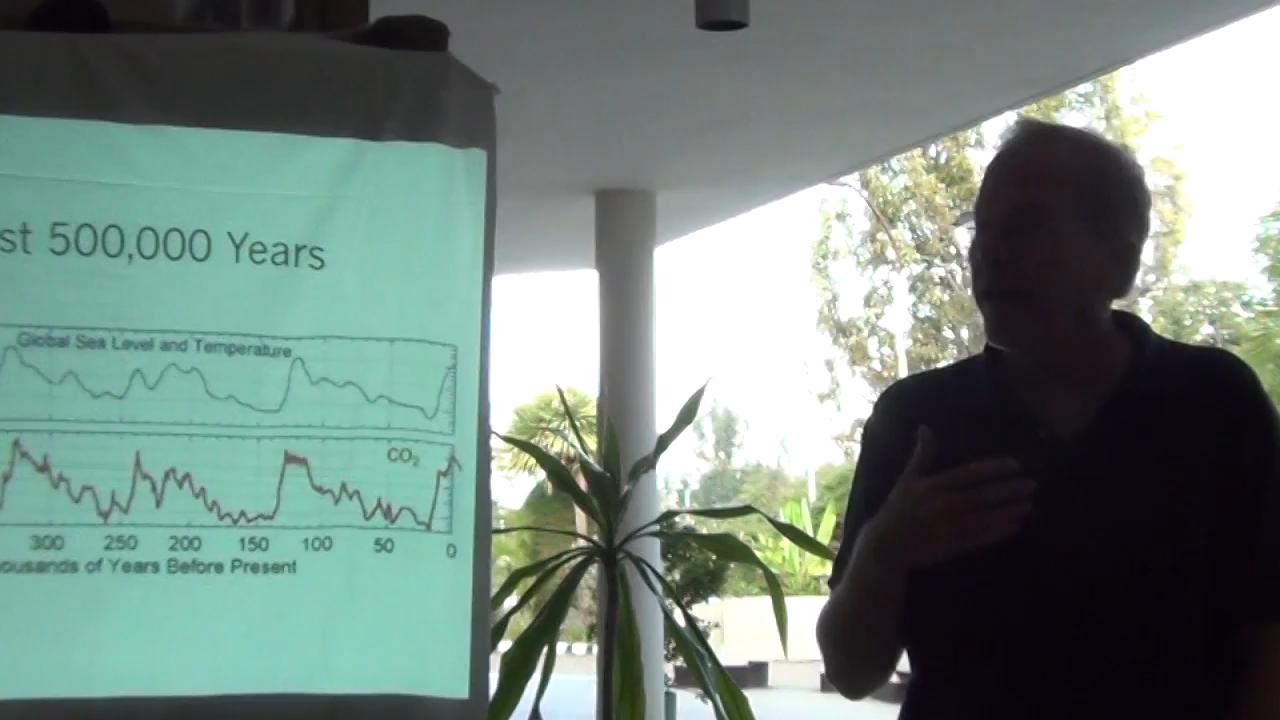 st 500,000 Years
Global Sea Level and Temperature
CO₂
300 250 200 150 100 50 0
ousands of Years Before Present